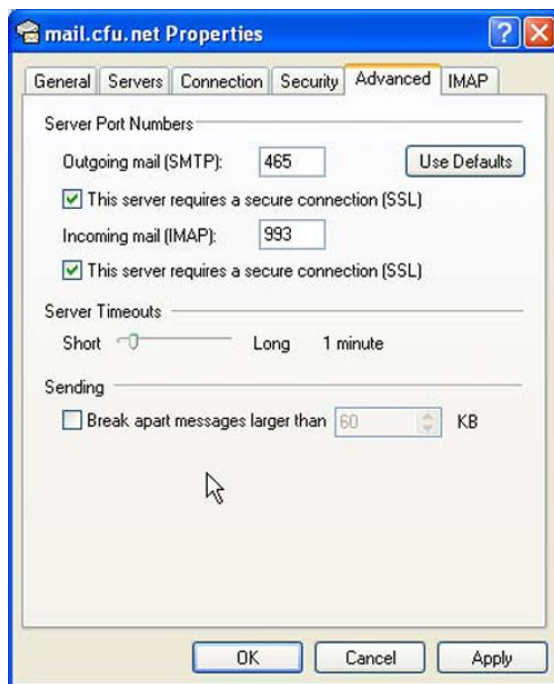 mail.cfu.net Properties
General Servers Connection Security Advanced IMAP
Server Port Numbers
Outgoing mail (SMTP): 465 Use Defaults
This server requires a secure connection (SSL)
Incoming mail (IMAP): 993
This server requires a secure connection (SSL)
Server Timeouts
Short Long 1 minute
Sending
Break apart messages larger than 60 KB
OK Cancel Apply